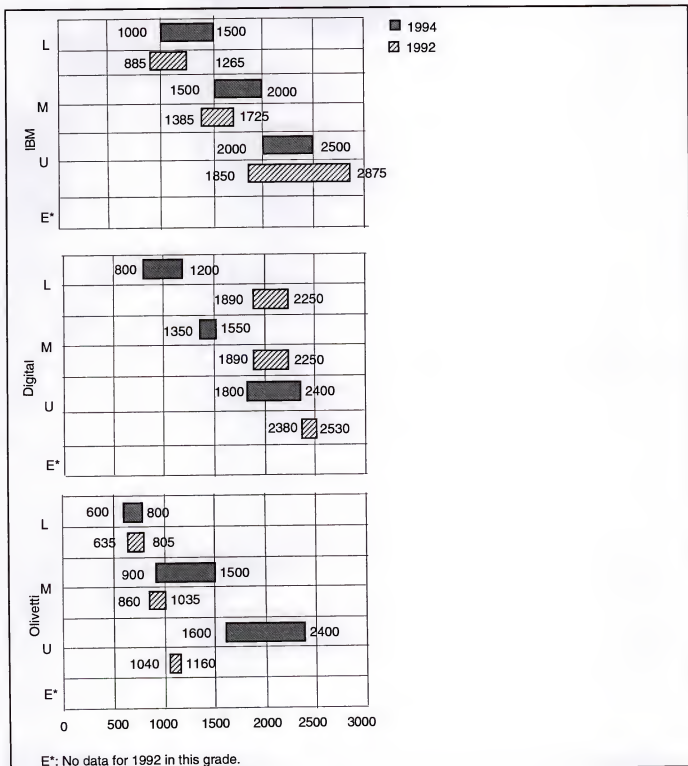 1994
1992
IBM
L
1000 1500
885 1265
M
1500 2000
1385 1725
U
2000 2500
1850 2875
E*
Digital
L
800 1200
1890 2250
M
1350 1550
1890 2250
U
1800 2400
2380 2530
E*
Olivetti
L
600 800
635 805
M
900 1500
860 1035
U
1600 2400
1040 1160
E*
0 500 1000 1500 2000 2500 3000
E*: No data for 1992 in this grade.